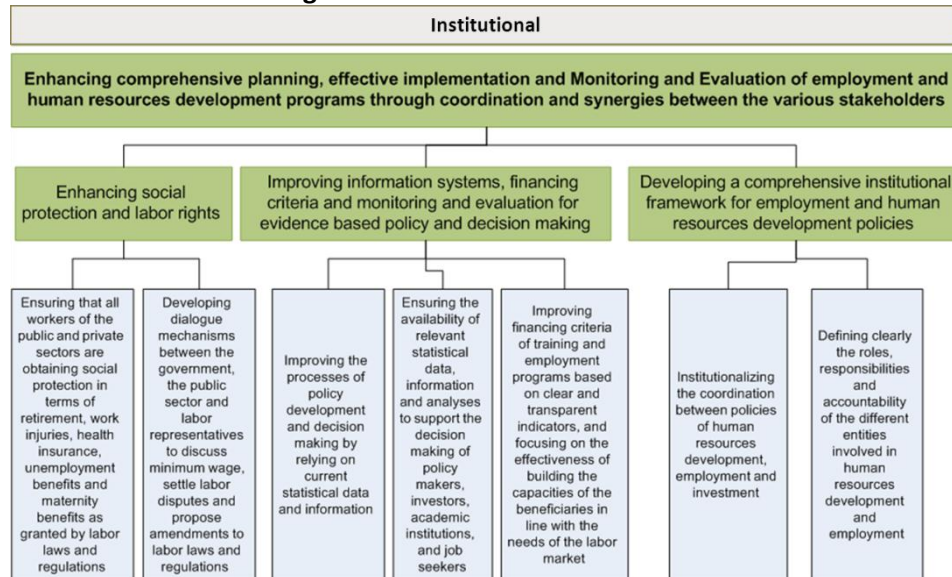 Institutional
Enhancing comprehensive planning, effective implementation and Monitoring and Evaluation of employment and
human resources development programs through coordination and synergies between the various stakeholders
Enhancing social
protection and labor rights
Improving information systems, financing
criteria and monitoring and evaluation for
evidence based policy and decision making
Developing a comprehensive institutional
framework for employment and human
resources development policies
Ensuring that all
workers of the
public and private
sectors are
obtaining social
protection in
terms of
retirement, work
injuries, health
insurance,
unemployment
benefits and
maternity
benefits as
granted by labor
laws and
regulations
Developing
dialogue
mechanisms
between the
government,
the public
sector and
labor
representatives
to discuss
minimum wage,
settle labor
disputes and
propose
amendments to
labor laws and
regulations
Improving the
processes of
policy
development
and decision
making by
relying on
current
statistical data
and information
Ensuring the
availability of
relevant
statistical
data,
information
and analyses
to support the
decision
making of
policy
makers,
investors,
academic
institutions,
and job
seekers
Improving
financing criteria
of training and
employment
programs based
on clear and
transparent
indicators, and
focusing on the
effectiveness of
building the
capacities of the
beneficiaries in
line with the
needs of the labor
market
Institutionalizing
the coordination
between policies
of human
resources
development,
employment and
investment
Defining clearly
the roles,
responsibilities
and
accountability
of the different
entities
involved in
human
resources
development
and
employment